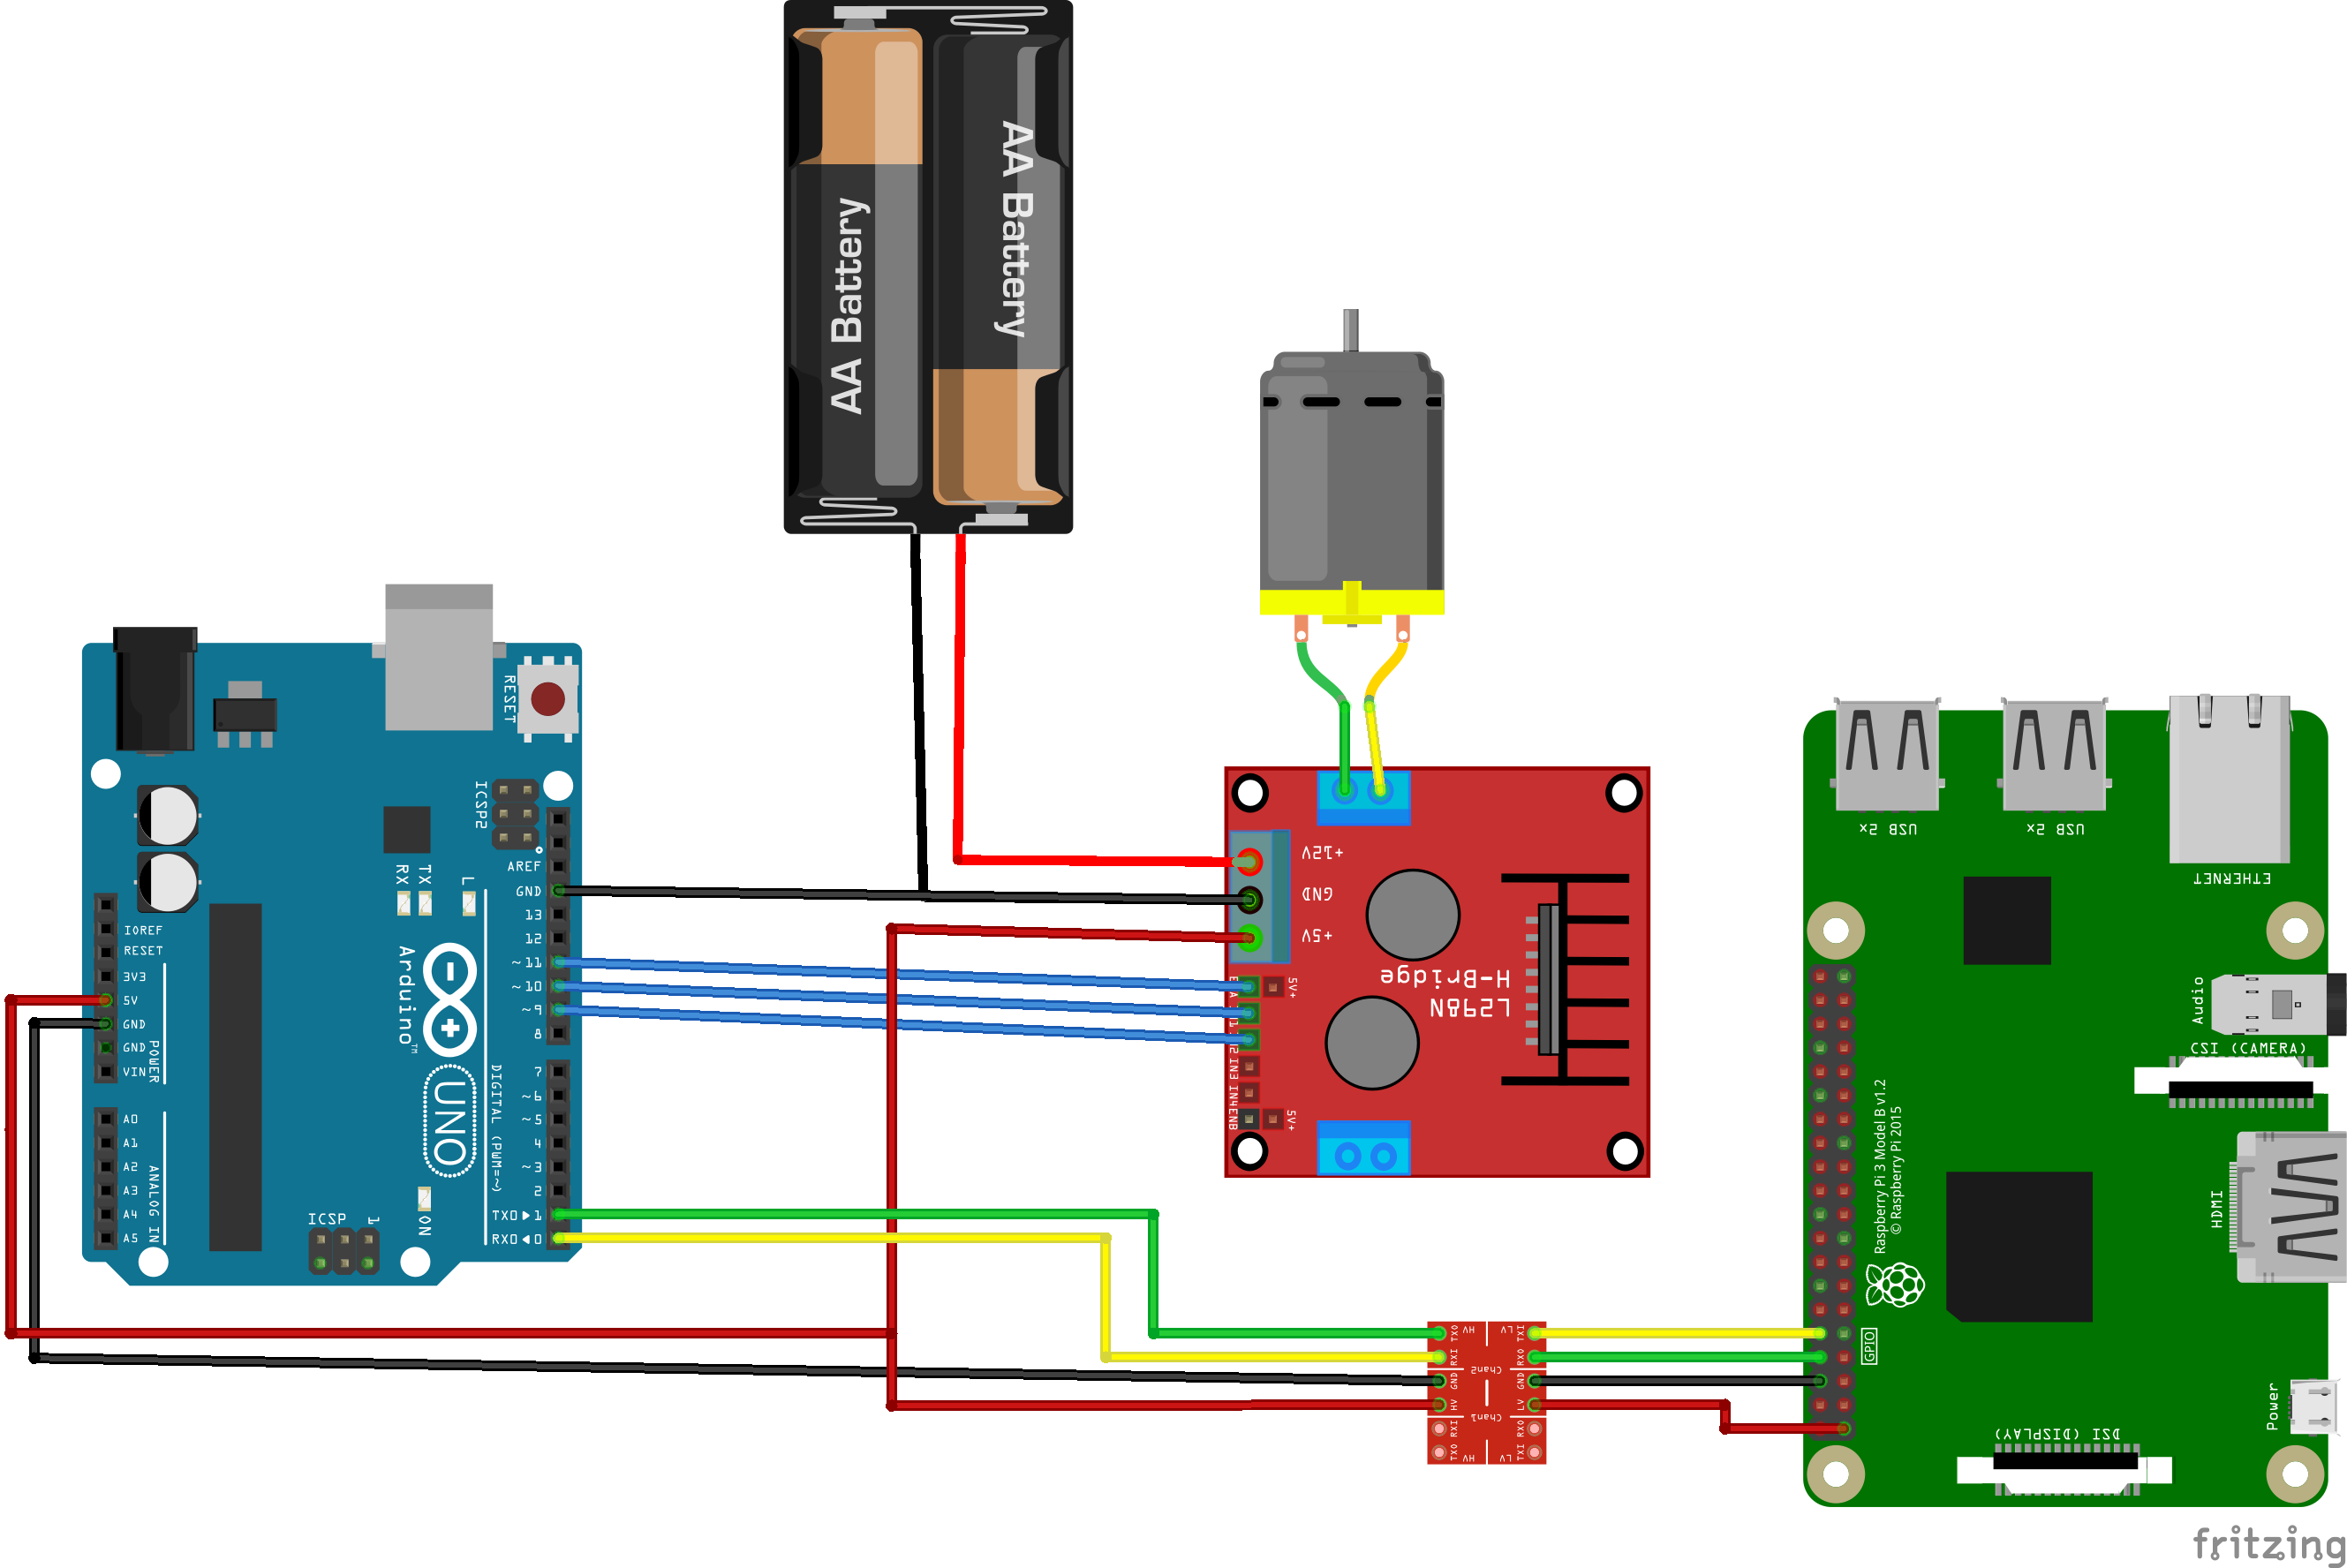 AA Battery
AA Battery
RESET
ICSP2
AREF
GND
13
12
~11
~10
~9
8
7
~6
~5
4
~3
2
TX0▶1
RX0◀0
RX
TX
L
IOREF
RESET
3V3
5V
GND
GND
VIN
POWER
A0
A1
A2
A3
A4
A5
ANALOG IN
Arduino™
UNO
DIGITAL (PWM=~)
ON
ICSP
1
+12V
GND
+5V
5V+
H-Bridge
L298N
IN3
IN4
ENB
5V+
TXO
HV
LV
TXI
RXI
RXO
Chan2
GND
GND
HV
LV
Chan1
RXI
RXO
TXO
HV
LV
TXI
USB 2x
USB 2x
ETHERNET
Audio
CSI (CAMERA)
HDMI
Raspberry Pi 3 Model B v1.2
© Raspberry Pi 2015
GPIO
Power
DSI (DISPLAY)
fritzing